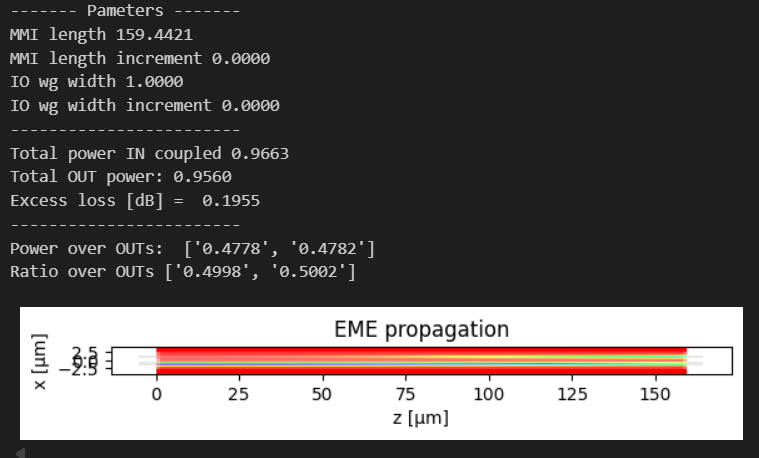 ------- Pameters -------
MMI length 159.4421
MMI length increment 0.0000
IO wg width 1.0000
IO wg width increment 0.0000
------------------------
Total power IN coupled 0.9663
Total OUT power: 0.9560
Excess loss [dB] =  0.1955
------------------------
Power over OUTs:  ['0.4778', '0.4782']
Ratio over OUTs ['0.4998', '0.5002']
EME propagation
x [μm]
2.5
0.0
−2.5
0 25 50 75 100 125 150
z [μm]